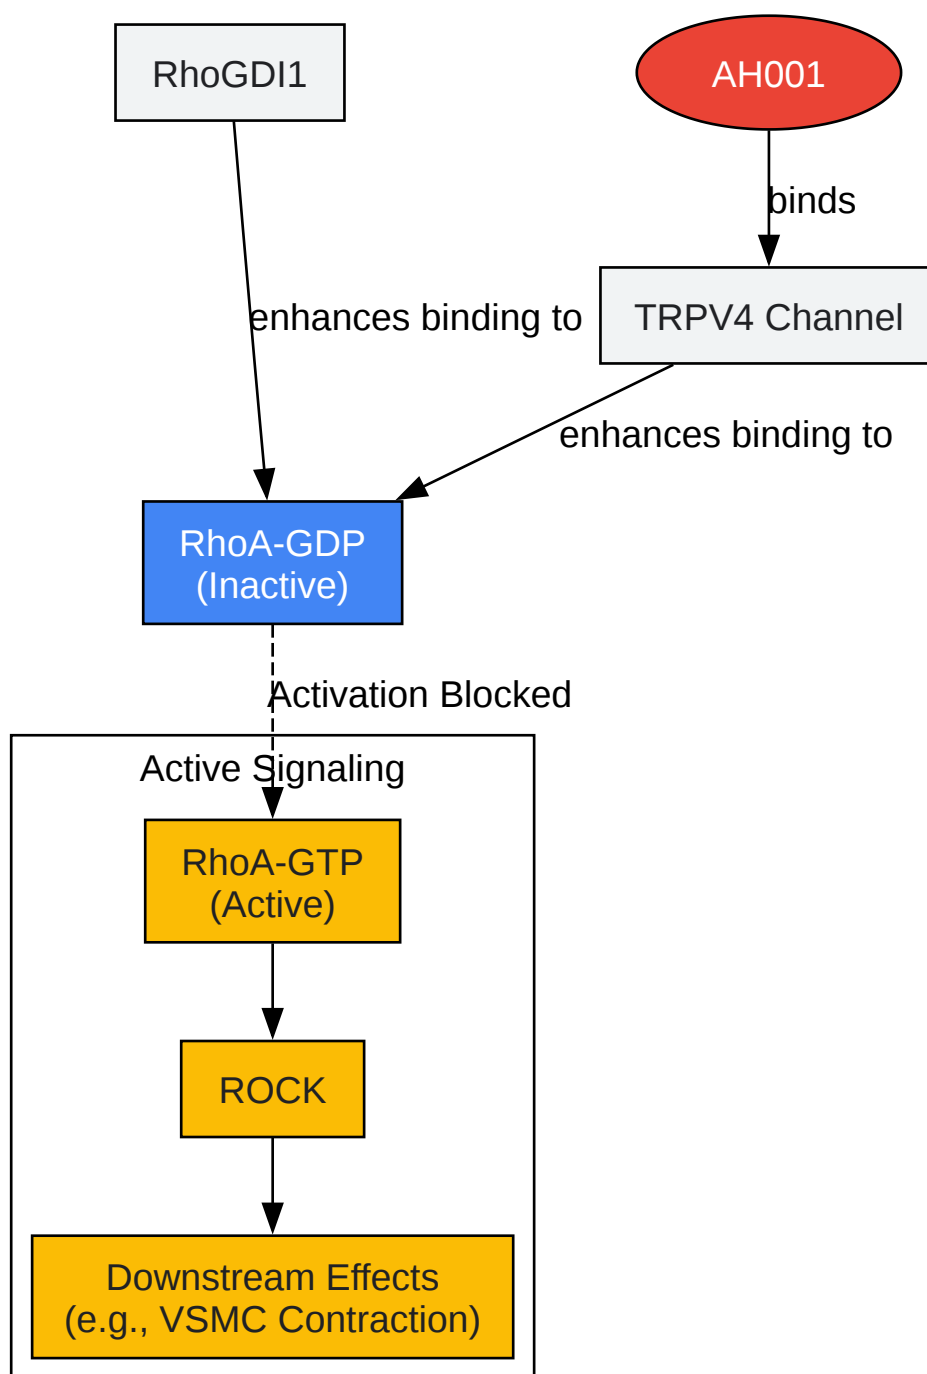 RhoGDI1
AH001
binds
enhances binding to
TRPV4 Channel
enhances binding to
RhoA-GDP
(Inactive)
Activation Blocked
Active Signaling
RhoA-GTP
(Active)
ROCK
Downstream Effects
(e.g., VSMC Contraction)